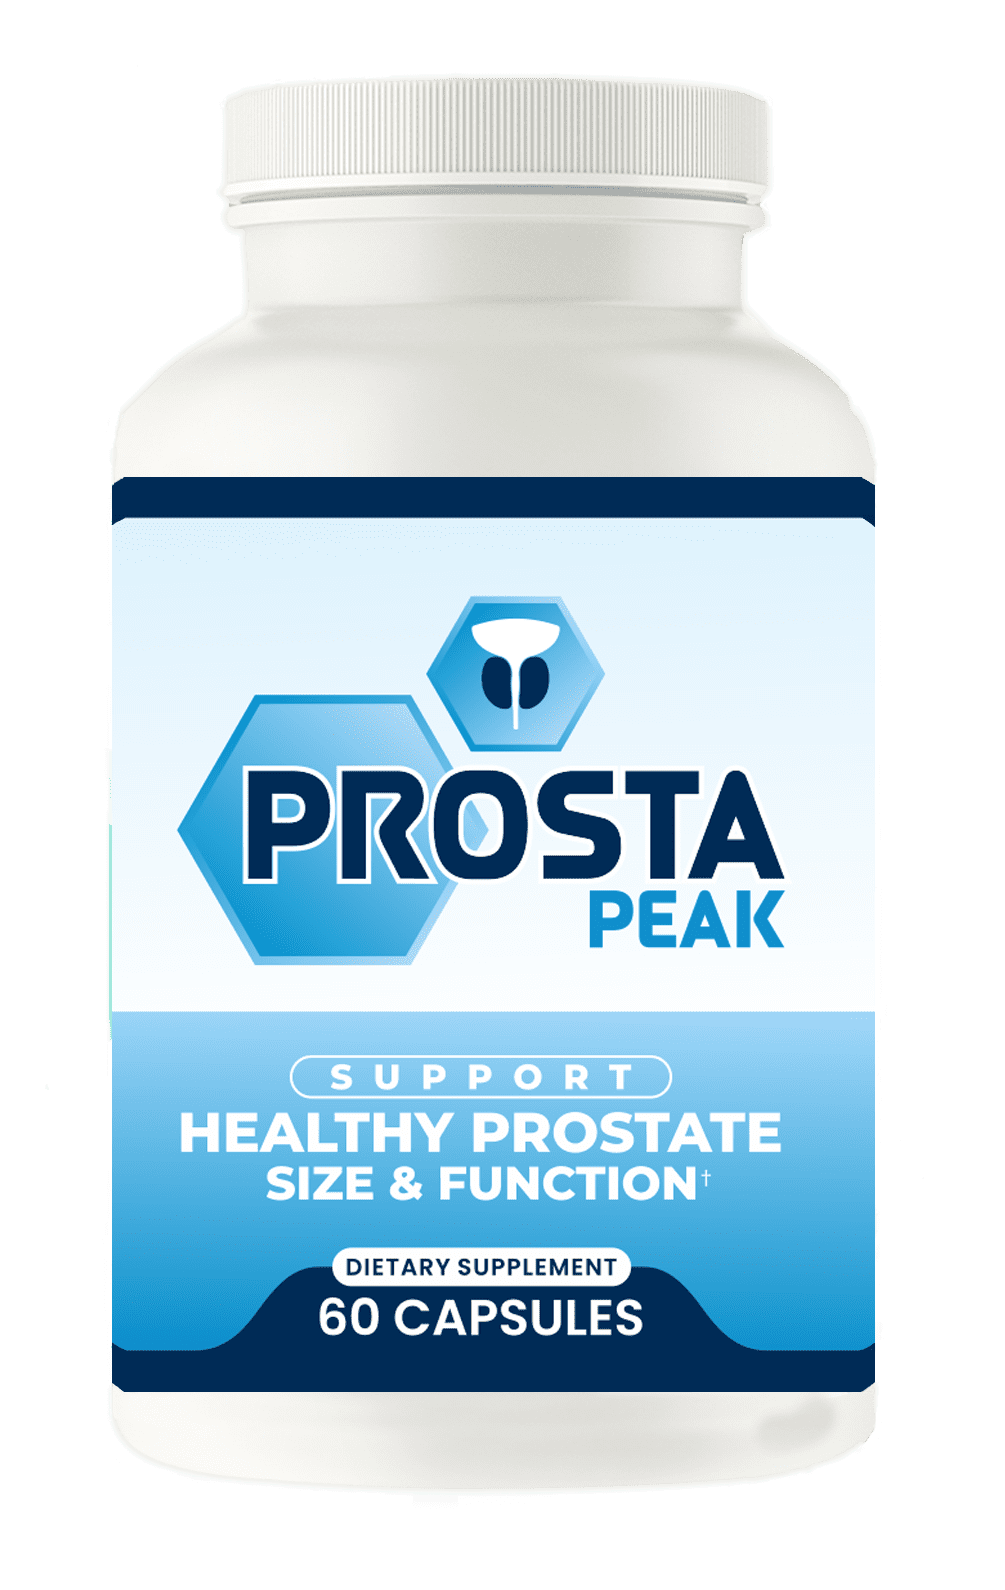 PROSTA
PEAK
SUPPORT
HEALTHY PROSTATE
SIZE & FUNCTION†
DIETARY SUPPLEMENT
60 CAPSULES